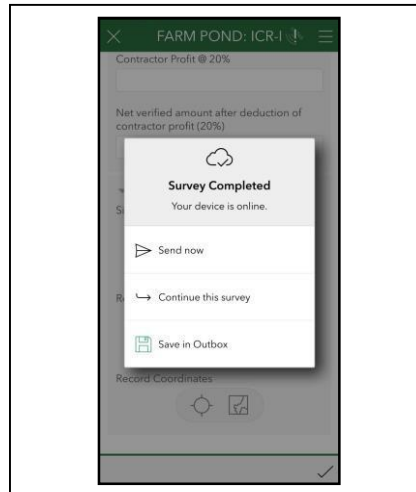 FARM POND: ICR-I
Contractor Profit @ 20%
Net verified amount after deduction of
contractor profit (20%)
Survey Completed
Your device is online.
Send now
Continue this survey
Save in Outbox
Record Coordinates